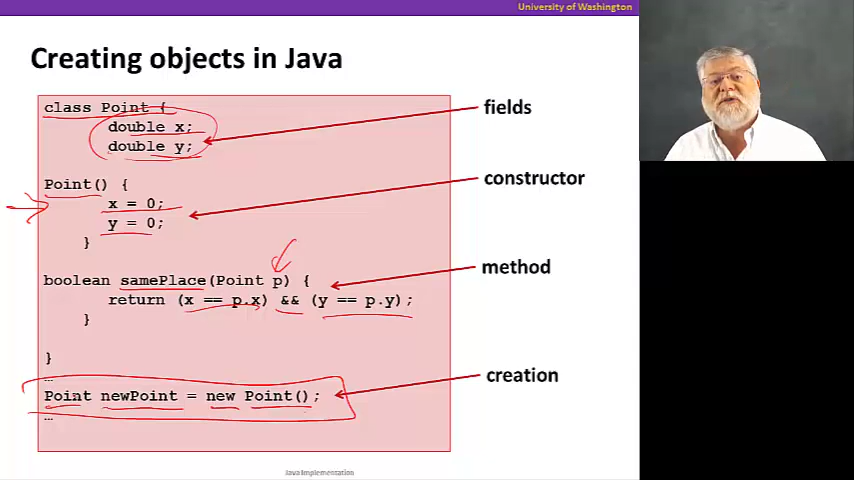 University of Washington
Creating objects in Java
class Point {
double x;
double y;
fields
Point() {
x = 0;
y = 0;
}
constructor
boolean samePlace(Point p) {
return (x == p.x) && (y == p.y);
}
method
}
…
Point newPoint = new Point();
…
creation
Java Implementation